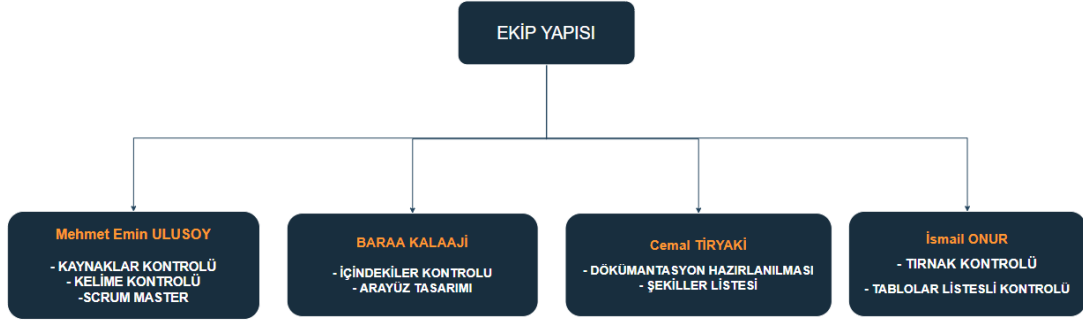 EKİP YAPISI
Mehmet Emin ULUSOY
- KAYNAKLAR KONTROLÜ
- KELİME KONTROLÜ
-SCRUM MASTER
BARAA KALAAJİ
- İÇİNDEKİLER KONTROLU
- ARAYÜZ TASARIMI
Cemal TİRYAKİ
- DÖKÜMANTASYON HAZIRLANILMASI
- ŞEKİLLER LİSTESİ
İsmail ONUR
- TIRNAK KONTROLÜ
- TABLOLAR LİSTESLİ KONTROLÜ